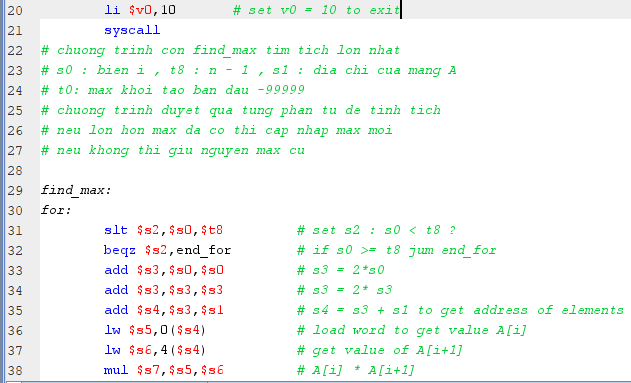 20 li $v0,10 # set v0 = 10 to exit
21 syscall
22 # chuong trinh con find_max tim tich lon nhat
23 # s0 : bien i , t8 : n - 1 , s1 : dia chi cua mang A
24 # t0: max khoi tao ban dau -99999
25 # chuong trinh duyet qua tung phan tu de tinh tich
26 # neu lon hon max da co thi cap nhap max moi
27 # neu khong thi giu nguyen max cu
28
29 find_max:
30 for:
31 slt $s2,$s0,$t8 # set s2 : s0 < t8 ?
32 beqz $s2,end_for # if s0 >= t8 jum end_for
33 add $s3,$s0,$s0 # s3 = 2*s0
34 add $s3,$s3,$s3 # s3 = 2* s3
35 add $s4,$s3,$s1 # s4 = s3 + s1 to get address of elements
36 lw $s5,0($s4) # load word to get value A[i]
37 lw $s6,4($s4) # get value of A[i+1]
38 mul $s7,$s5,$s6 # A[i] * A[i+1]